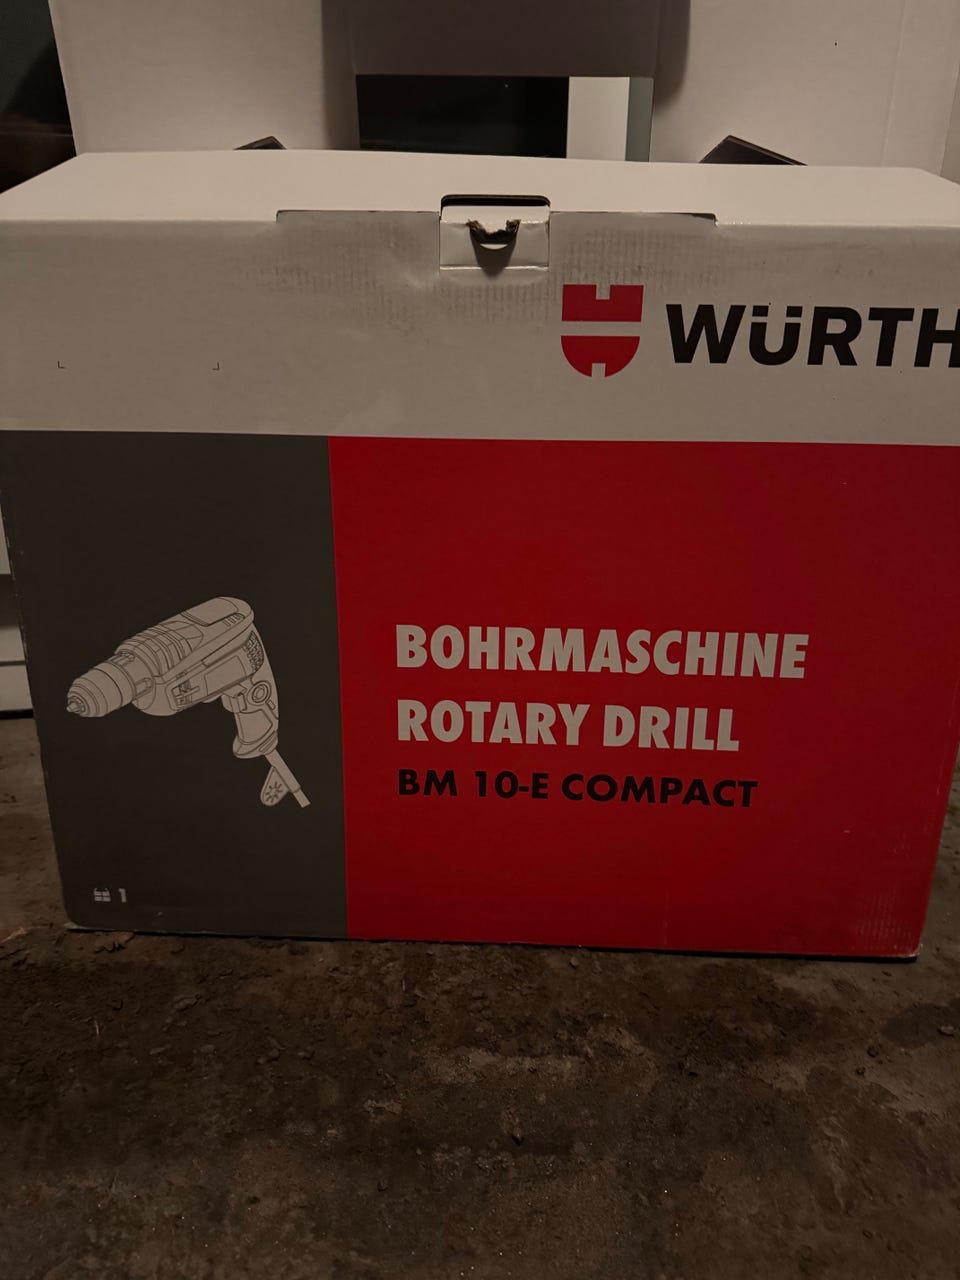 WÜRTH
BOHRMASCHINE
ROTARY DRILL
BM 10-E COMPACT
1